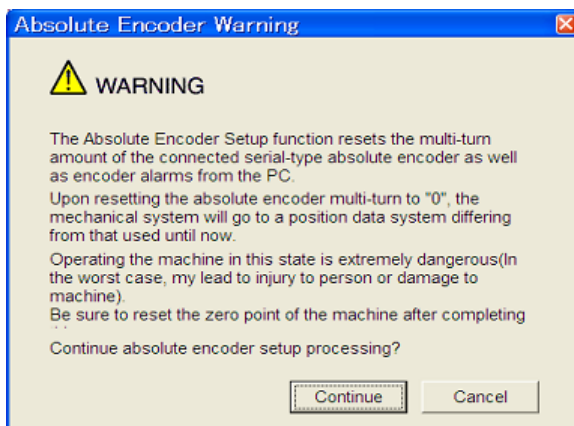 Absolute Encoder Warning
WARNING
The Absolute Encoder Setup function resets the multi-turn
amount of the connected serial-type absolute encoder as well
as encoder alarms from the PC.
Upon resetting the absolute encoder multi-turn to "0", the
mechanical system will go to a position data system differing
from that used until now.
Operating the machine in this state is extremely dangerous(In
the worst case, my lead to injury to person or damage to
machine).
Be sure to reset the zero point of the machine after completing
Continue absolute encoder setup processing?
Continue
Cancel